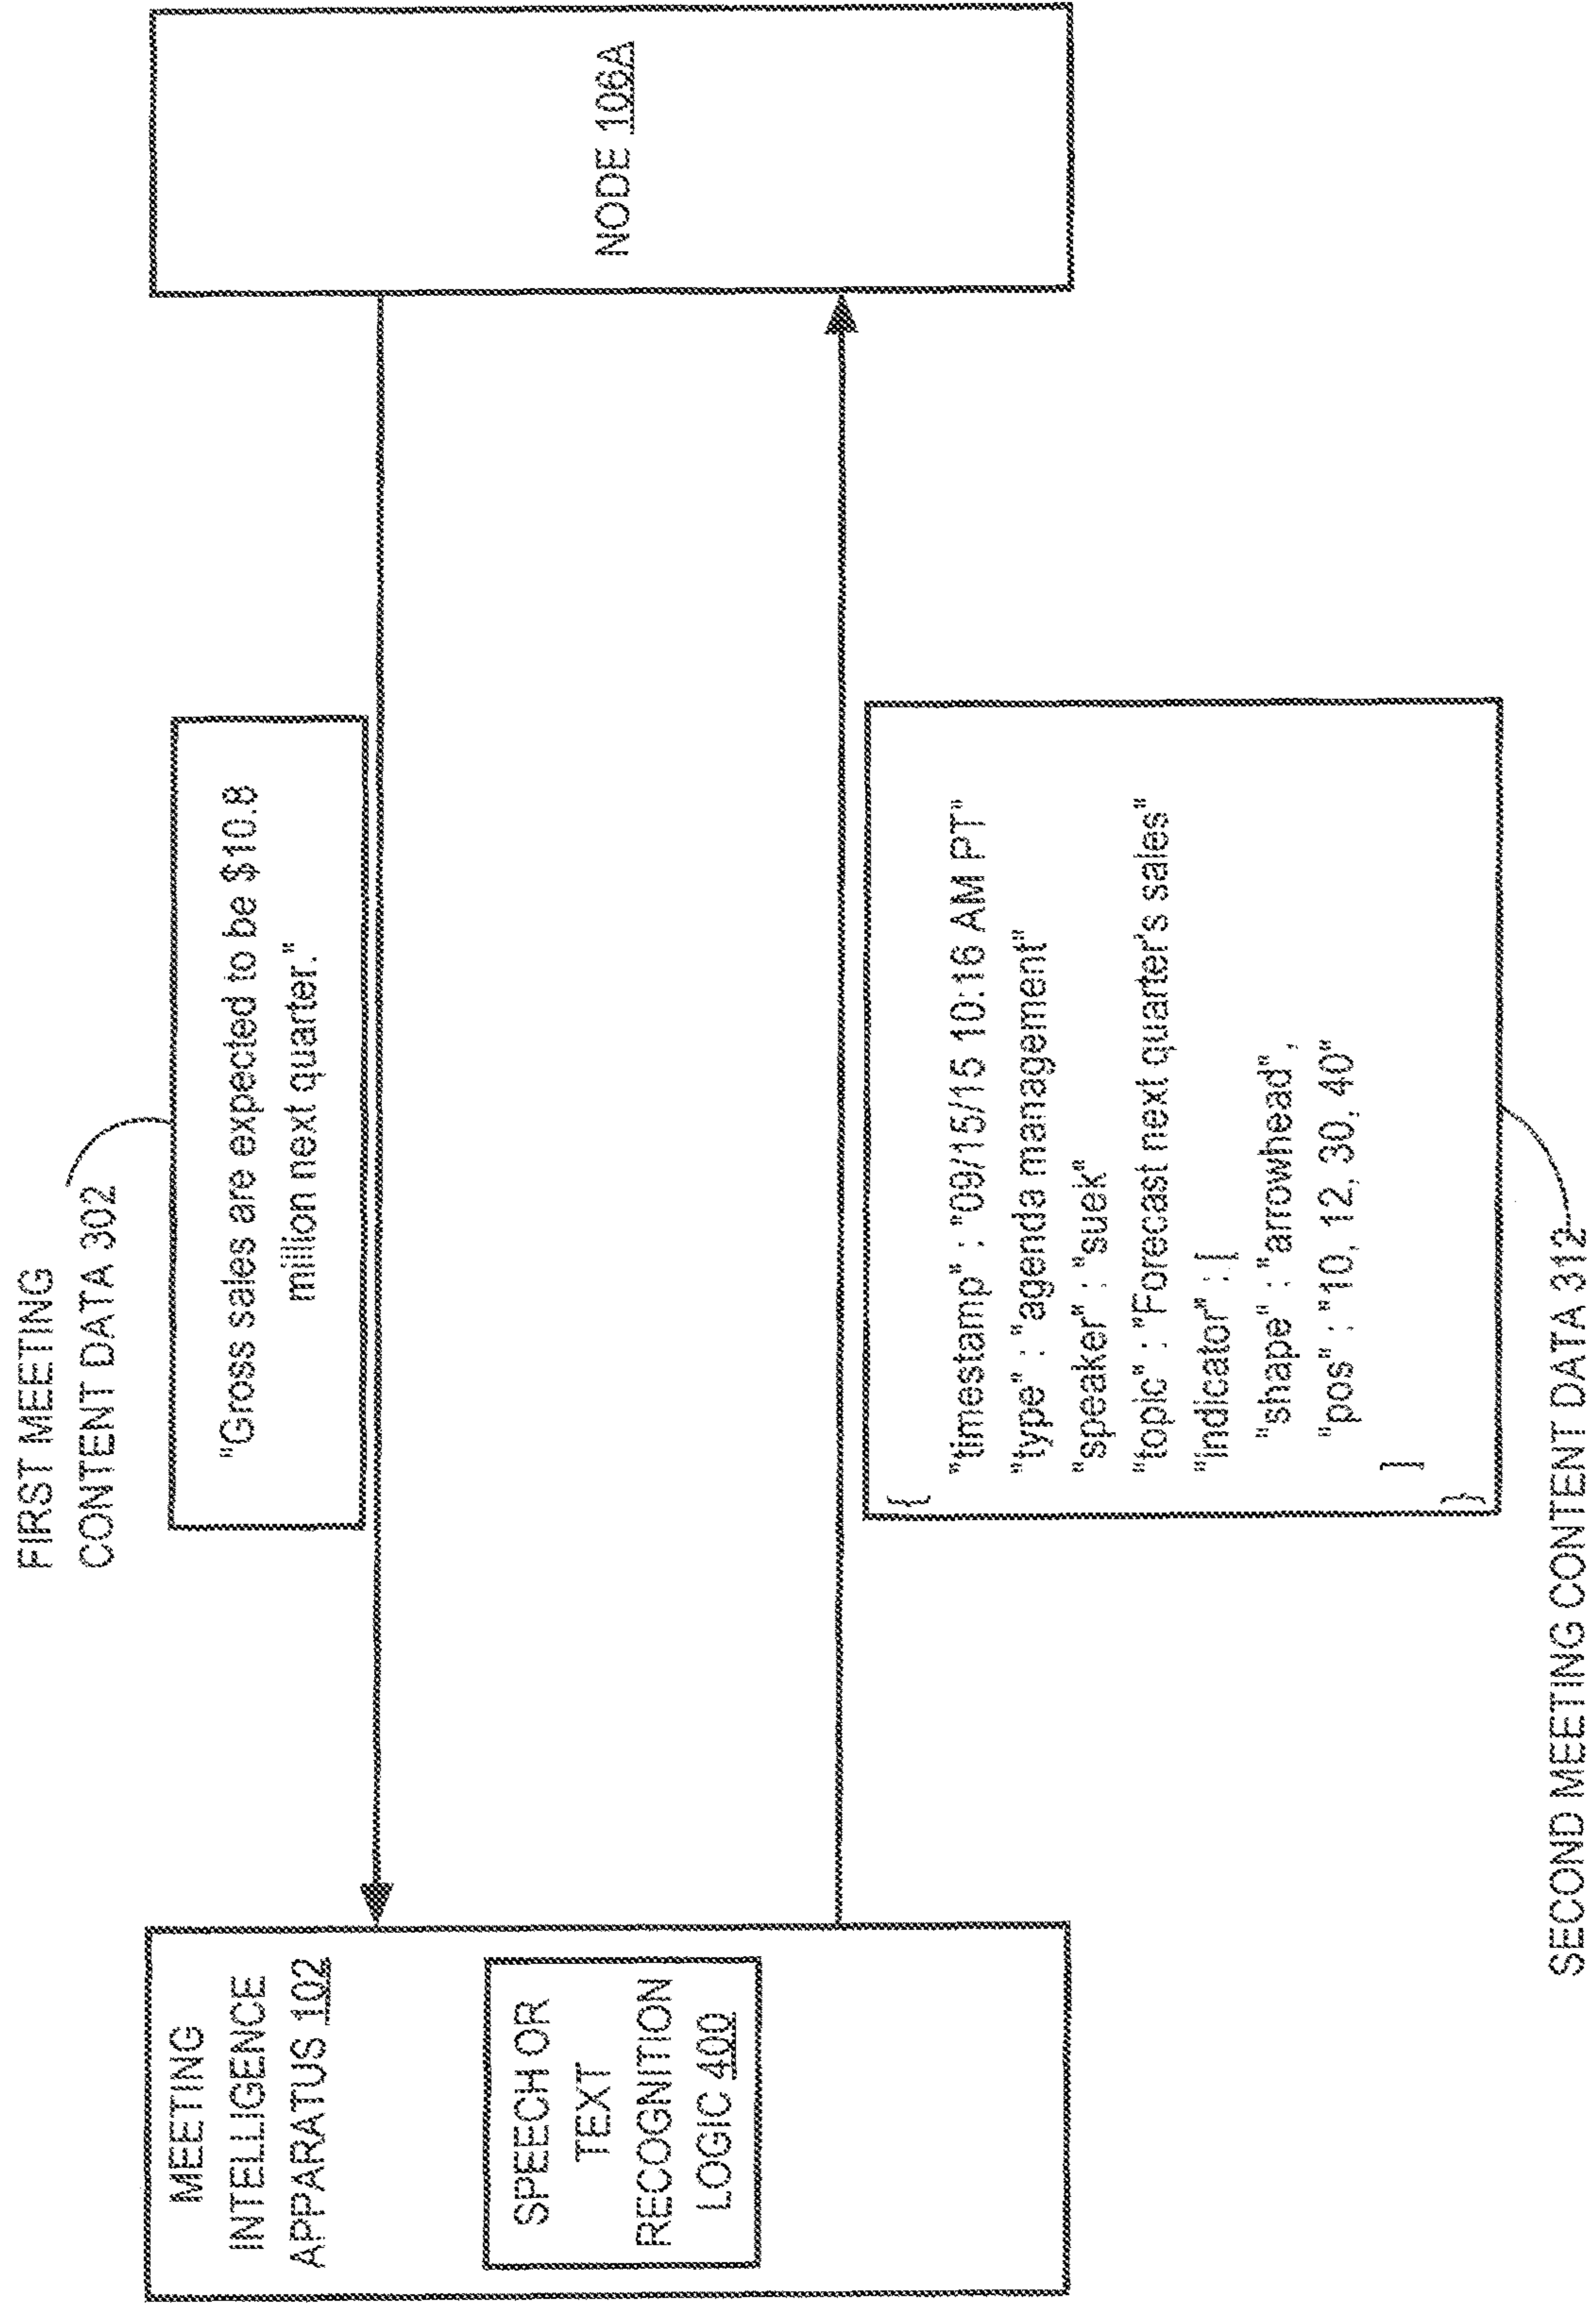 FIRST MEETING
CONTENT DATA 302
"Gross sales are expected to be $10.8
million next quarter."
MEETING
INTELLIGENCE
APPARATUS 102
SPEECH OR
TEXT
RECOGNITION
LOGIC 400
NODE 106A
{
"timestamp" : "09/15/15 10:16 AM PT"
"type" : "agenda management"
"speaker" : "suek"
"topic" : "Forecast next quarter's sales"
"indicator" : [
"shape" : "arrowhead",
"pos" : "10, 12, 30, 40"
]
}
SECOND MEETING CONTENT DATA 312